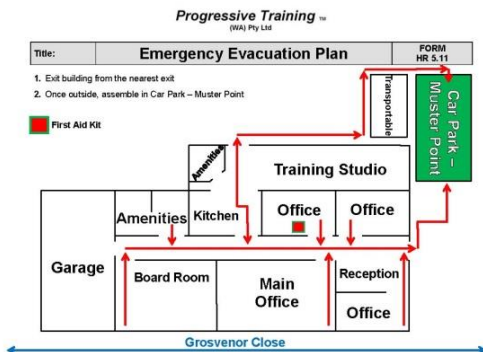 Progressive Training TM
(WA) Pty Ltd
Title:
Emergency Evacuation Plan
FORM
HR 5.11
1. Exit building from the nearest exit
2. Once outside, assemble in Car Park – Muster Point
First Aid Kit
Transportable
Car Park –
Muster Point
Amenities
Training Studio
Amenities
Kitchen
Office
Office
Garage
Board Room
Main
Office
Reception
Office
Grosvenor Close